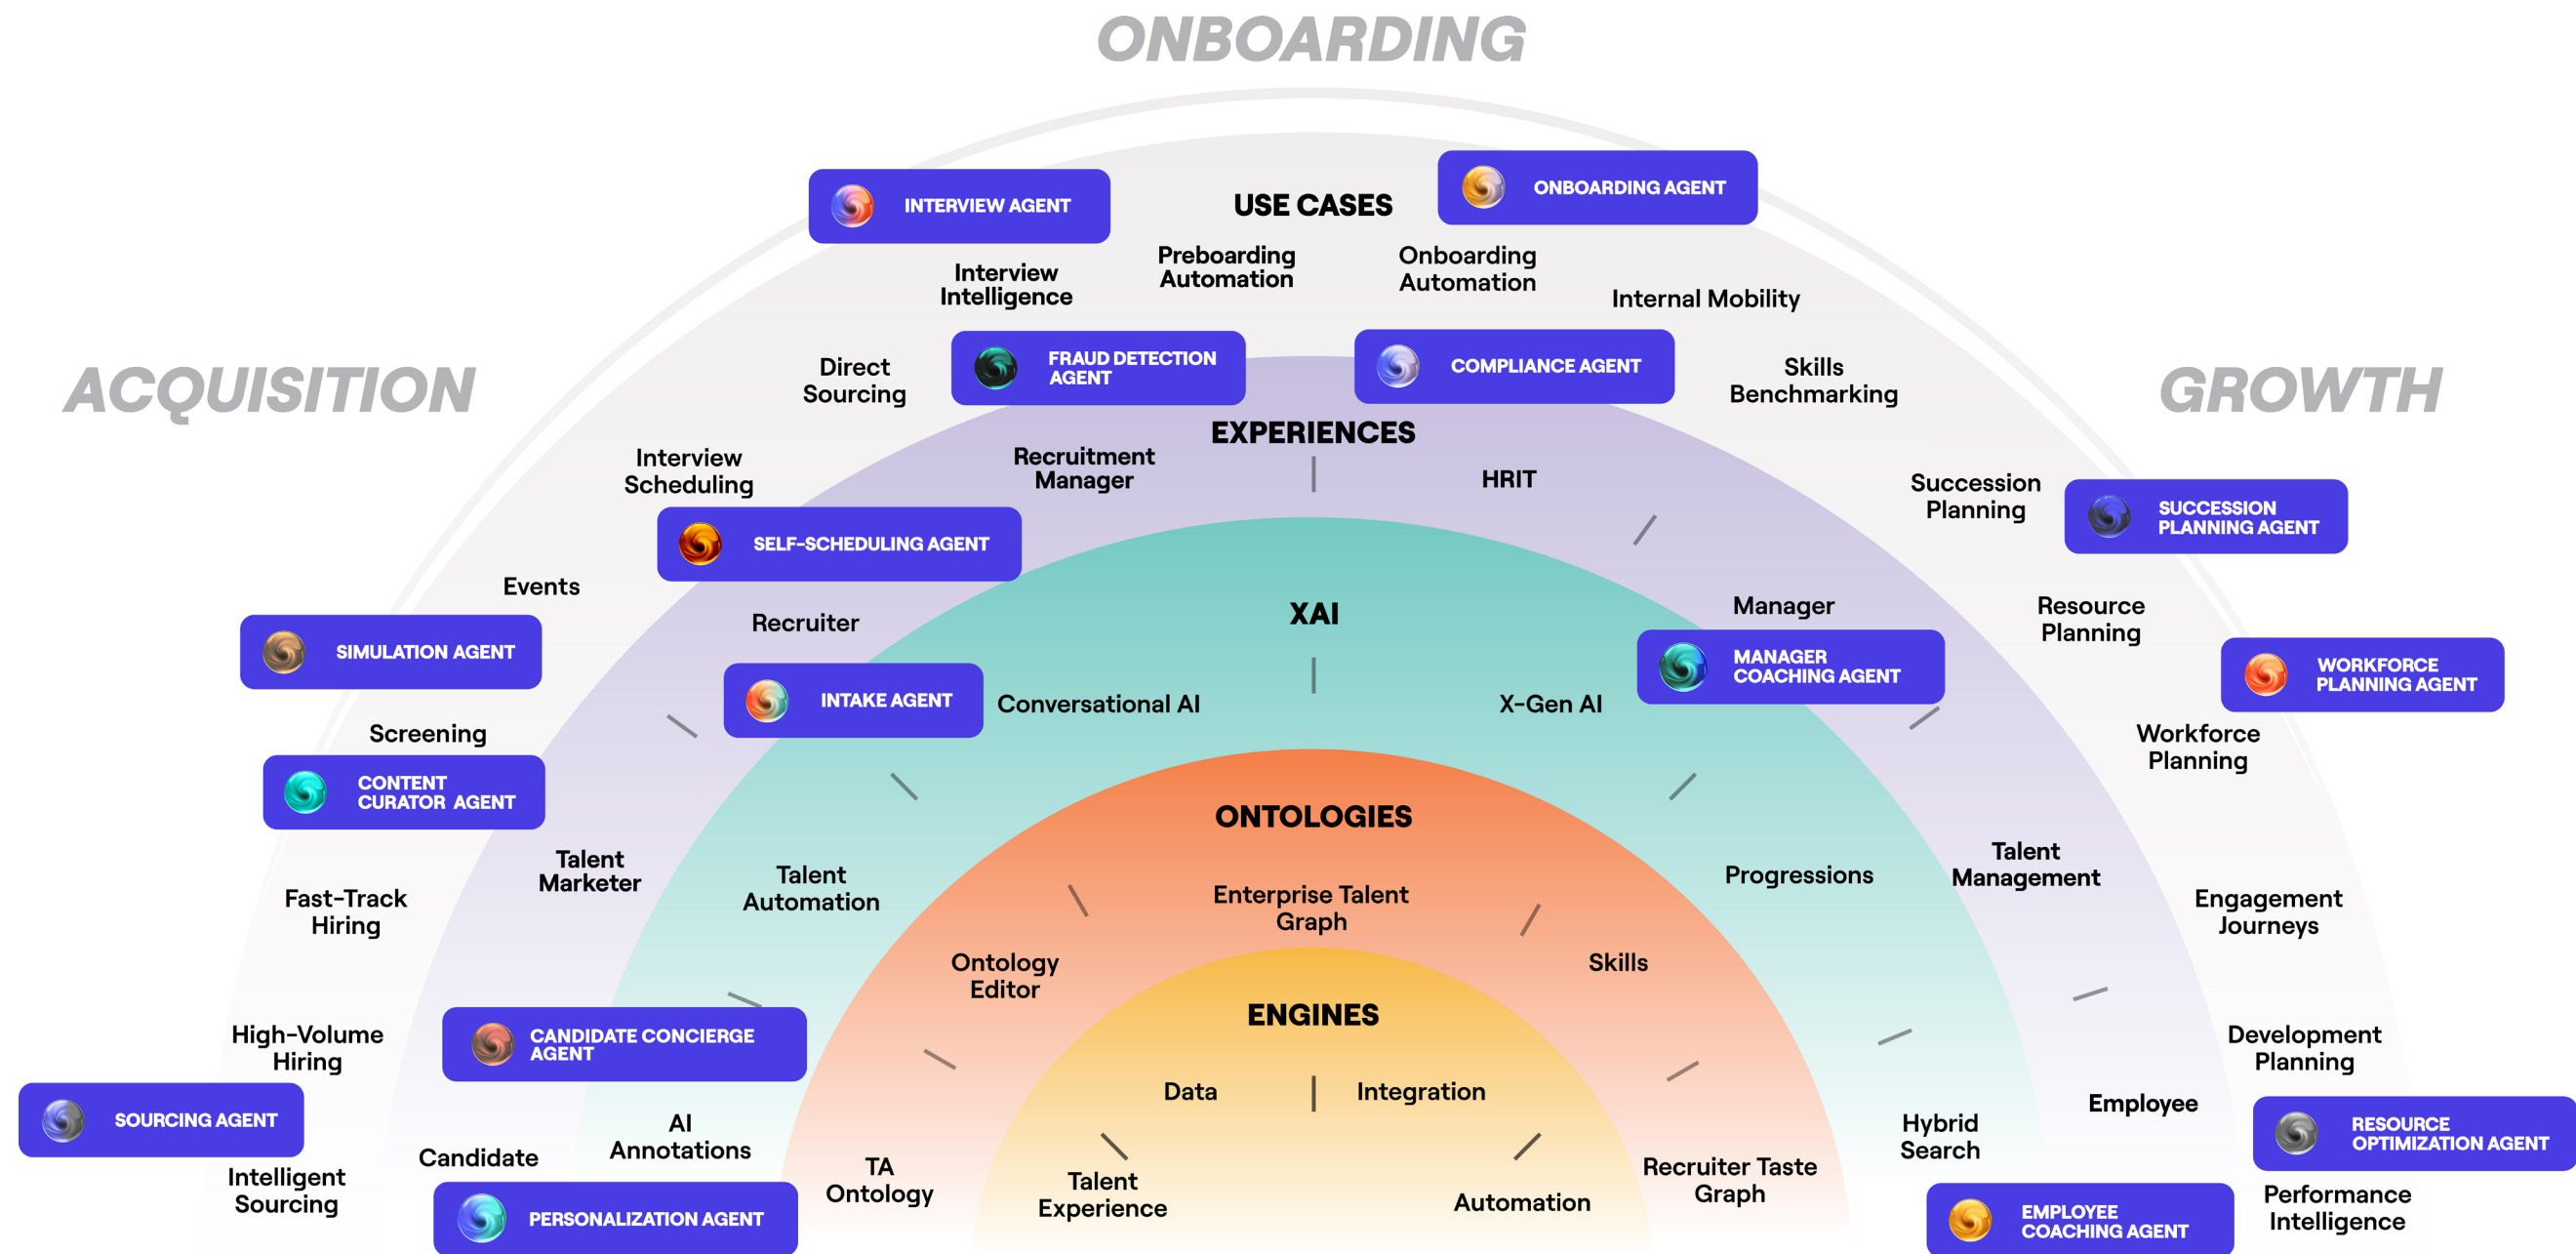 ONBOARDING
ACQUISITION
GROWTH
USE CASES
INTERVIEW AGENT
ONBOARDING AGENT
Interview
Intelligence
Preboarding
Automation
Onboarding
Automation
Internal Mobility
Direct
Sourcing
FRAUD DETECTION
AGENT
COMPLIANCE AGENT
Skills
Benchmarking
Interview
Scheduling
Succession
Planning
SUCCESSION
PLANNING AGENT
SELF-SCHEDULING AGENT
Events
SIMULATION AGENT
Resource
Planning
WORKFORCE
PLANNING AGENT
Screening
CONTENT
CURATOR AGENT
Workforce
Planning
Fast-Track
Hiring
Engagement
Journeys
High-Volume
Hiring
Development
Planning
SOURCING AGENT
RESOURCE
OPTIMIZATION AGENT
Intelligent
Sourcing
Performance
Intelligence
EXPERIENCES
Recruitment
Manager
HRIT
Recruiter
Manager
INTAKE AGENT
MANAGER
COACHING AGENT
Talent
Marketer
Talent
Management
CANDIDATE CONCIERGE
AGENT
Candidate
Employee
PERSONALIZATION AGENT
EMPLOYEE
COACHING AGENT
XAI
Conversational AI
X-Gen AI
Talent
Automation
Progressions
AI
Annotations
Hybrid
Search
ONTOLOGIES
Enterprise Talent
Graph
Ontology
Editor
Skills
TA
Ontology
Recruiter Taste
Graph
ENGINES
Data
Integration
Talent
Experience
Automation